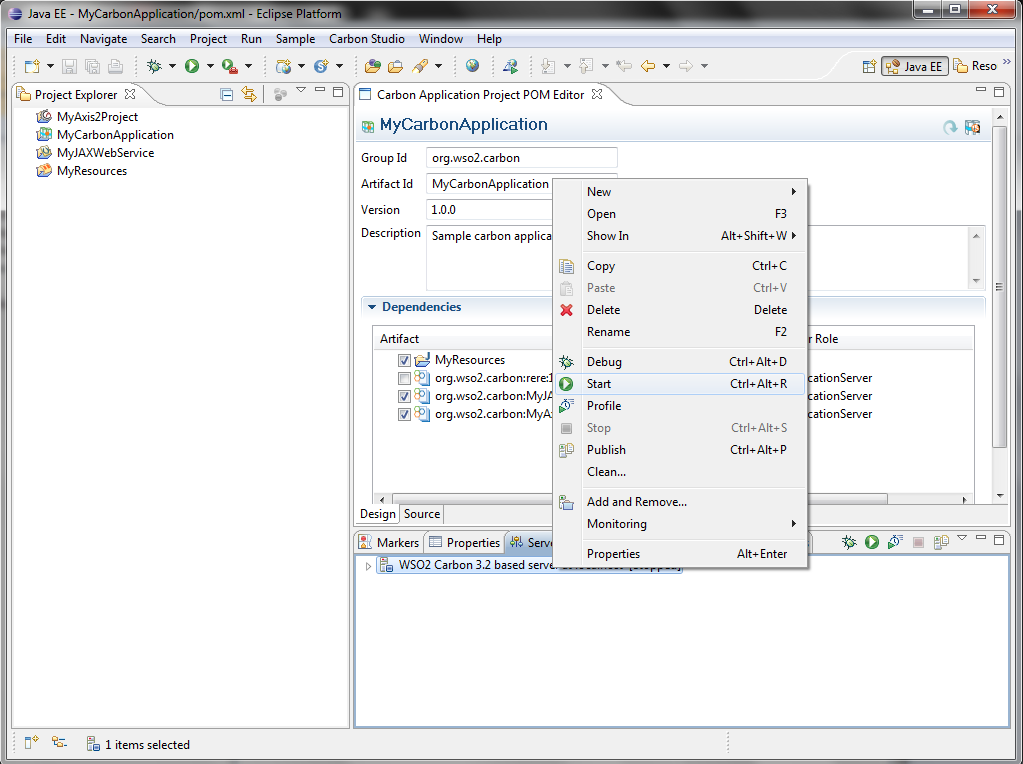 Java EE - MyCarbonApplication/pom.xml - Eclipse Platform
File Edit Navigate Search Project Run Sample Carbon Studio Window Help
Java EE Reso
Project Explorer
MyAxis2Project
MyCarbonApplication
MyJAXWebService
MyResources
Carbon Application Project POM Editor
MyCarbonApplication
Group Id org.wso2.carbon
Artifact Id MyCarbonApplication
Version 1.0.0
Description Sample carbon applica
Dependencies
Artifact r Role
MyResources
org.wso2.carbon:rere:1 cationServer
org.wso2.carbon:MyJA cationServer
org.wso2.carbon:MyAx cationServer
Design Source
New
Open F3
Show In Alt+Shift+W
Copy Ctrl+C
Paste Ctrl+V
Delete Delete
Rename F2
Debug Ctrl+Alt+D
Start Ctrl+Alt+R
Profile
Stop Ctrl+Alt+S
Publish Ctrl+Alt+P
Clean...
Add and Remove...
Monitoring
Properties Alt+Enter
Markers Properties Serve
WSO2 Carbon 3.2 based server
1 items selected